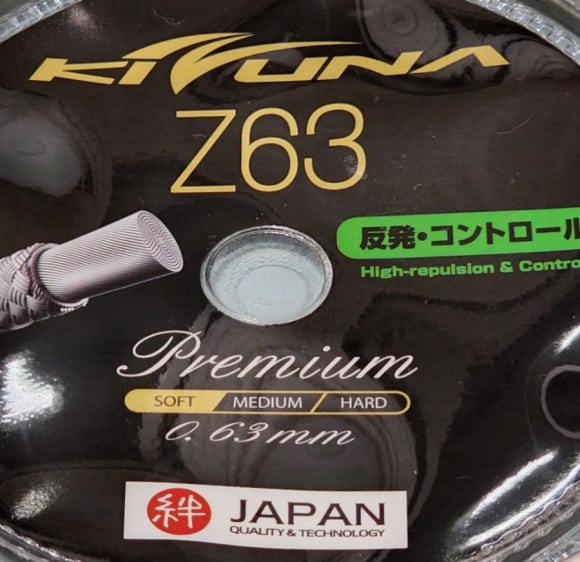 KIZUNA
Z63
反発・コントロール
High-repulsion & Contro
Premium
SOFT MEDIUM HARD
0.63mm
絆 JAPAN
QUALITY & TECHNOLOGY